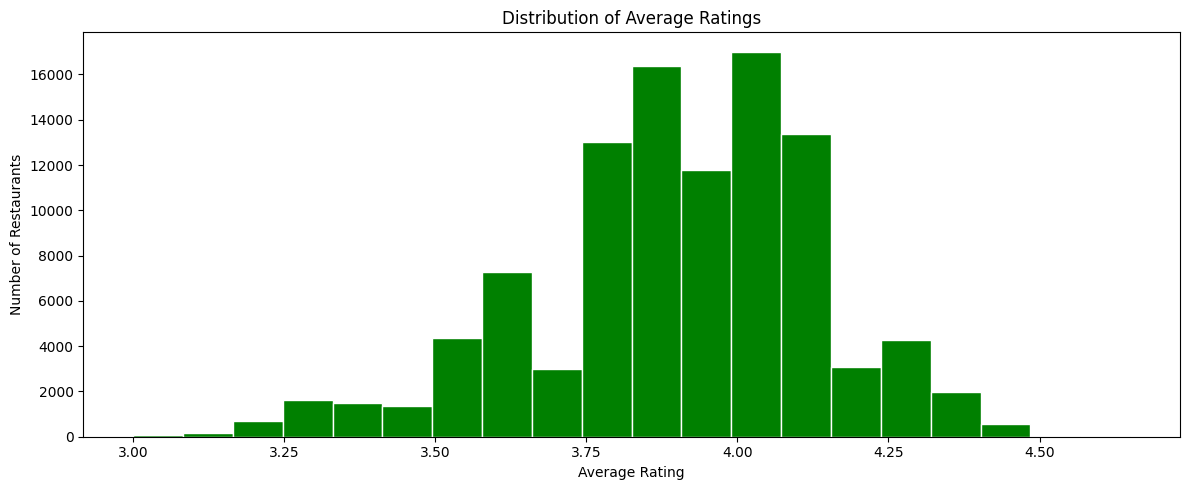 Distribution of Average Ratings
Number of Restaurants
16000
14000
12000
10000
8000
6000
4000
2000
0
3.00 3.25 3.50 3.75 4.00 4.25 4.50
Average Rating